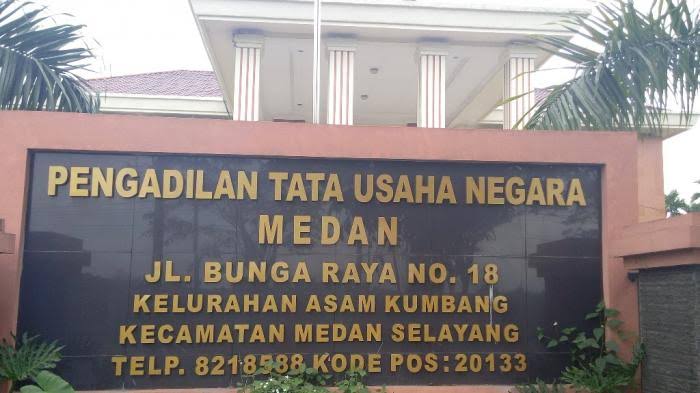 PENGADILAN TATA USAHA NEGARA
MEDAN
JL. BUNGA RAYA NO. 18
KELURAHAN ASAM KUMBANG
KECAMATAN MEDAN SELAYANG
TELP. 8218588 KODE POS:20133